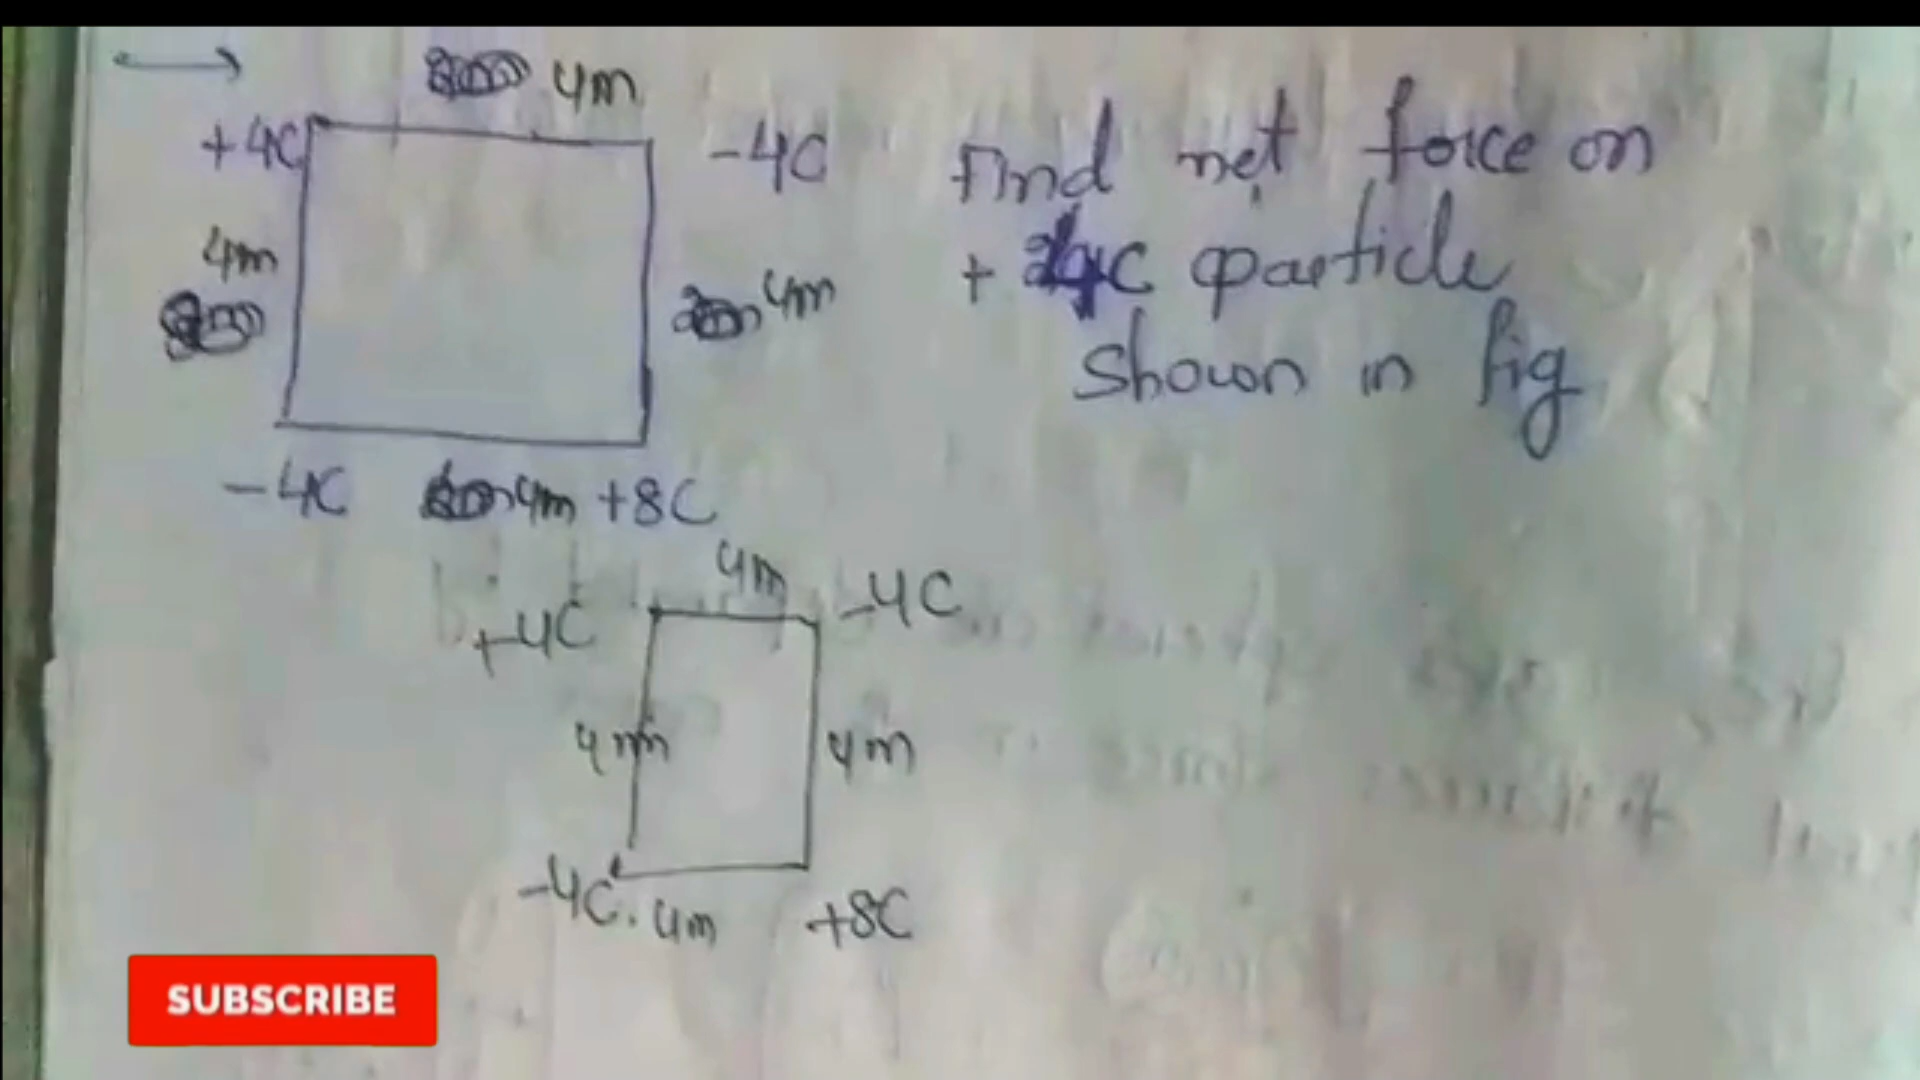 4m
+4C
-4C
4m
4m
-4C
4m
+8C
Find net force on
+ 4C particle
shown in fig
4m
+4C
-4C
4m
4m
-4C.
4m
+8C
SUBSCRIBE